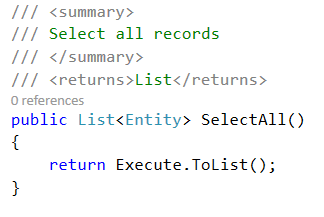 /// <summary>
/// Select all records
/// </summary>
/// <returns>List</returns>
0 references
public List<Entity> SelectAll()
{
    return Execute.ToList();
}